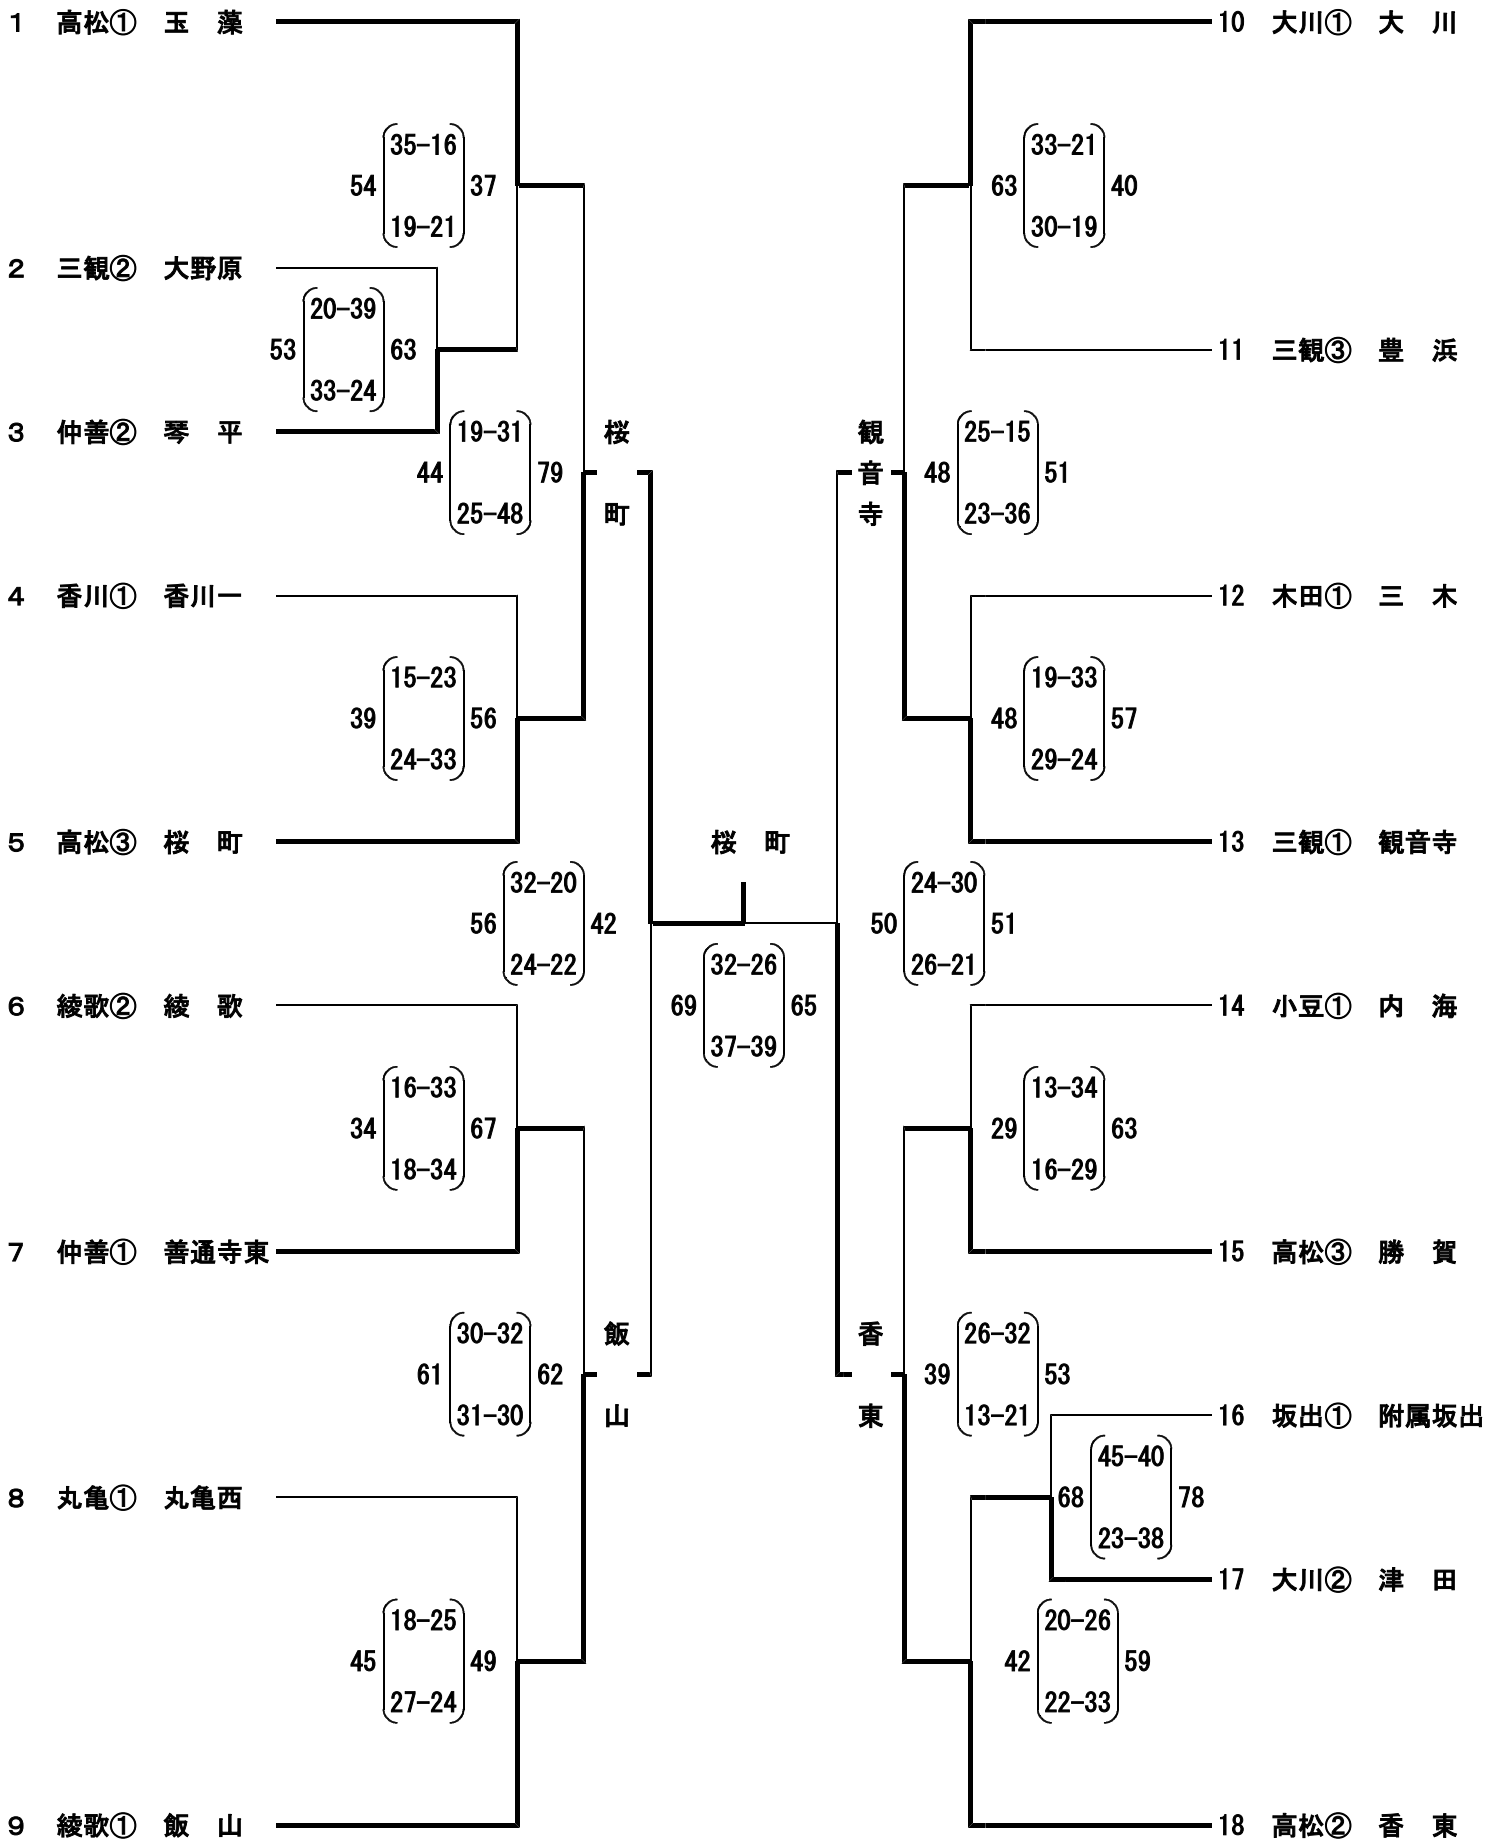 1 高松① 玉 藻
35-16
54 37
19-21
2 三観② 大野原
20-39
53 63
33-24
3 仲善② 琴 平
19-31
44 79
25-48
桜町
4 香川① 香川一
15-23
39 56
24-33
5 高松③ 桜 町
32-20
56 42
24-22
6 綾歌② 綾 歌
16-33
34 67
18-34
7 仲善① 善通寺東
30-32
61 62
31-30
飯山
8 丸亀① 丸亀西
18-25
45 49
27-24
9 綾歌① 飯 山
桜 町
32-26
69 65
37-39
10 大川① 大 川
33-21
63 40
30-19
11 三観③ 豊 浜
観音寺
25-15
48 51
23-36
12 木田① 三 木
19-33
48 57
29-24
13 三観① 観音寺
24-30
50 51
26-21
14 小豆① 内 海
13-34
29 63
16-29
15 高松③ 勝 賀
香東
26-32
39 53
13-21
16 坂出① 附属坂出
45-40
68 78
23-38
17 大川② 津 田
20-26
42 59
22-33
18 高松② 香 東